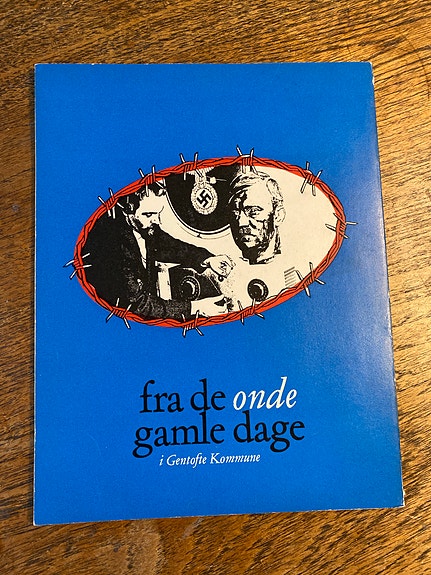 fra de onde
gamle dage
i Gentofte Kommune